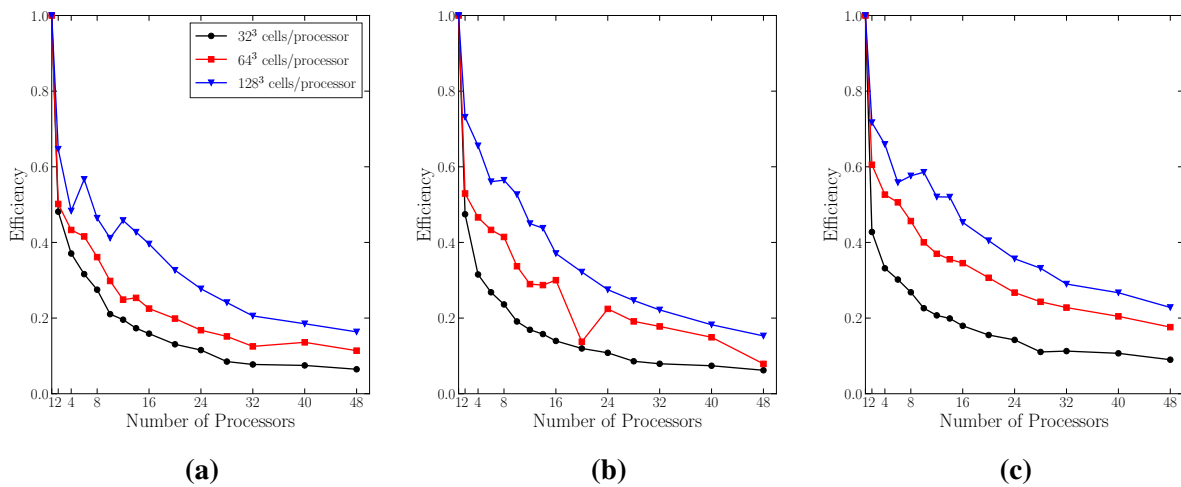 1.0
0.8
0.6
0.4
0.2
0.0
Efficiency
32³ cells/processor
64³ cells/processor
128³ cells/processor
12 4 8 16 24 32 40 48
Number of Processors
(a)
1.0
0.8
0.6
0.4
0.2
0.0
Efficiency
12 4 8 16 24 32 40 48
Number of Processors
(b)
1.0
0.8
0.6
0.4
0.2
0.0
Efficiency
12 4 8 16 24 32 40 48
Number of Processors
(c)